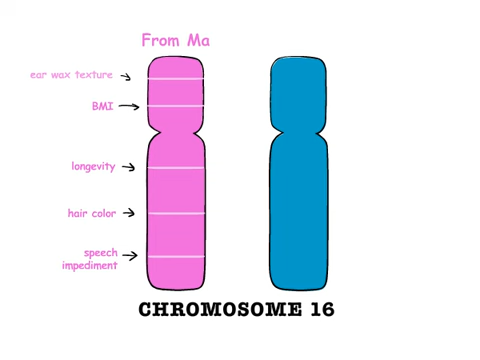 From Ma
ear wax texture
BMI
longevity
hair color
speech
impediment
CHROMOSOME 16